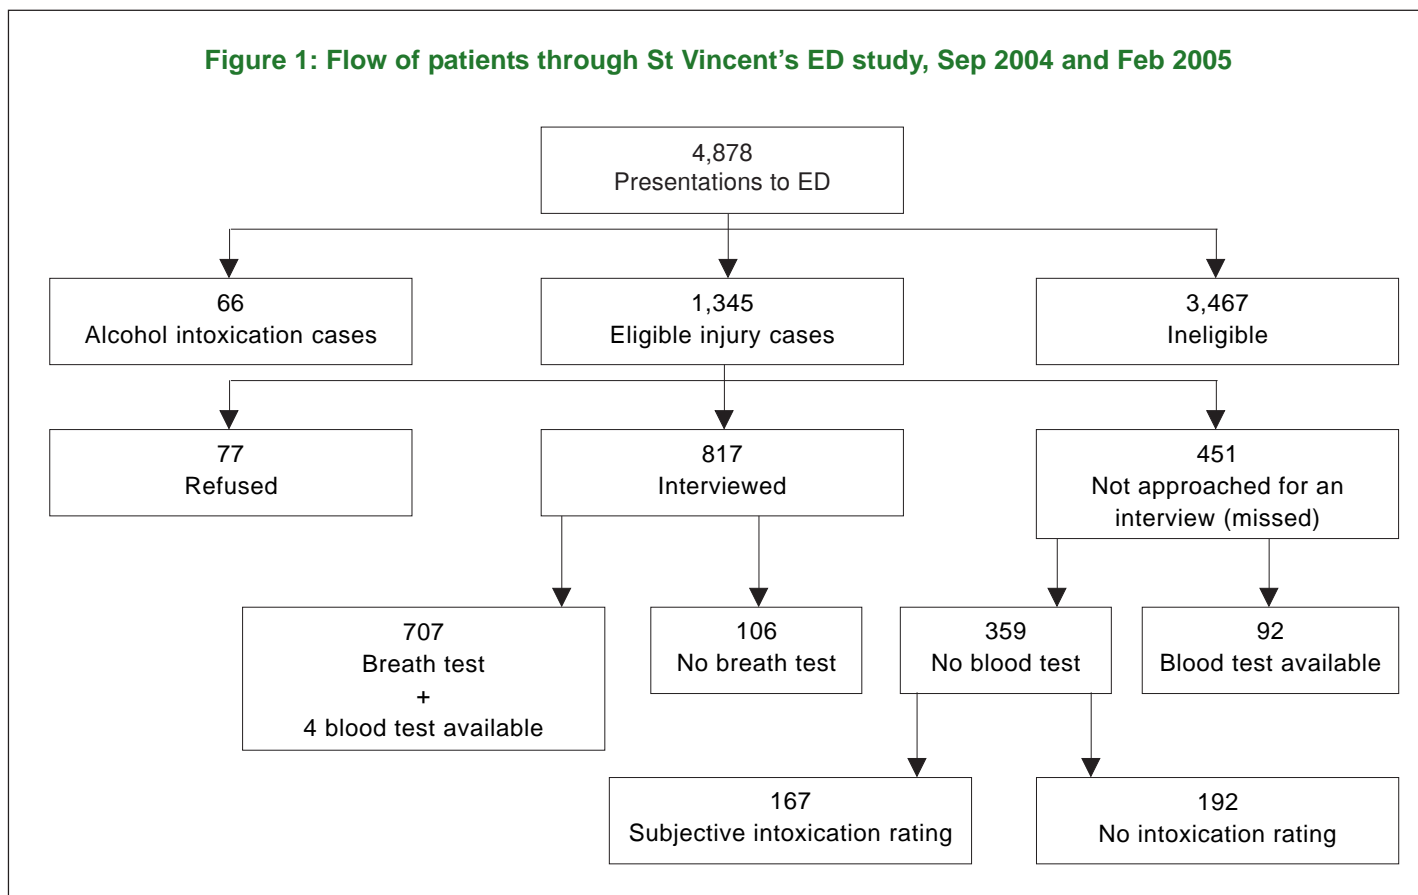 Figure 1: Flow of patients through St Vincent's ED study, Sep 2004 and Feb 2005
4,878
Presentations to ED
66
Alcohol intoxication cases
1,345
Eligible injury cases
3,467
Ineligible
77
Refused
817
Interviewed
451
Not approached for an
interview (missed)
707
Breath test
+
4 blood test available
106
No breath test
359
No blood test
92
Blood test available
167
Subjective intoxication rating
192
No intoxication rating